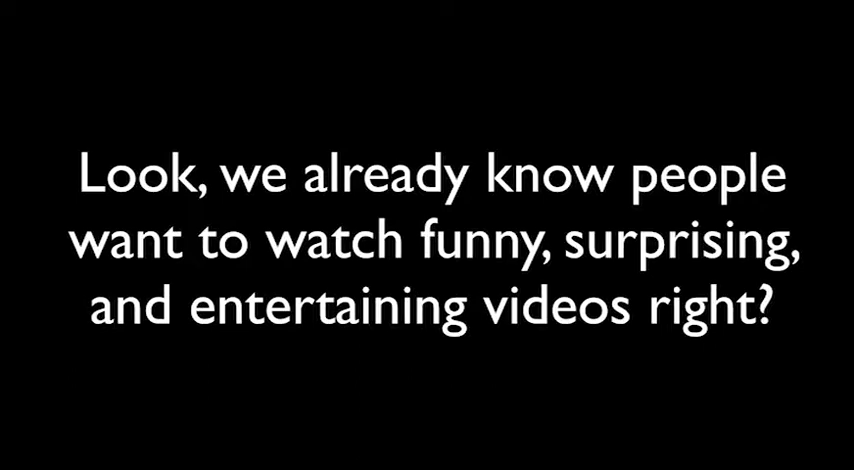 Look, we already know people
want to watch funny, surprising,
and entertaining videos right?